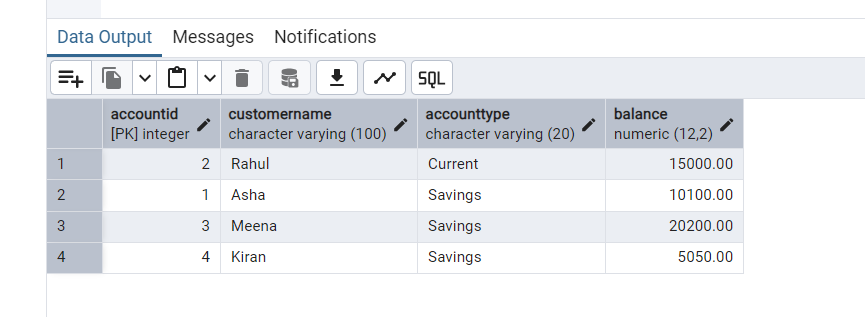 Data Output Messages Notifications
SQL
accountid customername accounttype balance
[PK] integer character varying (100) character varying (20) numeric (12,2)
1 2 Rahul Current 15000.00
2 1 Asha Savings 10100.00
3 3 Meena Savings 20200.00
4 4 Kiran Savings 5050.00